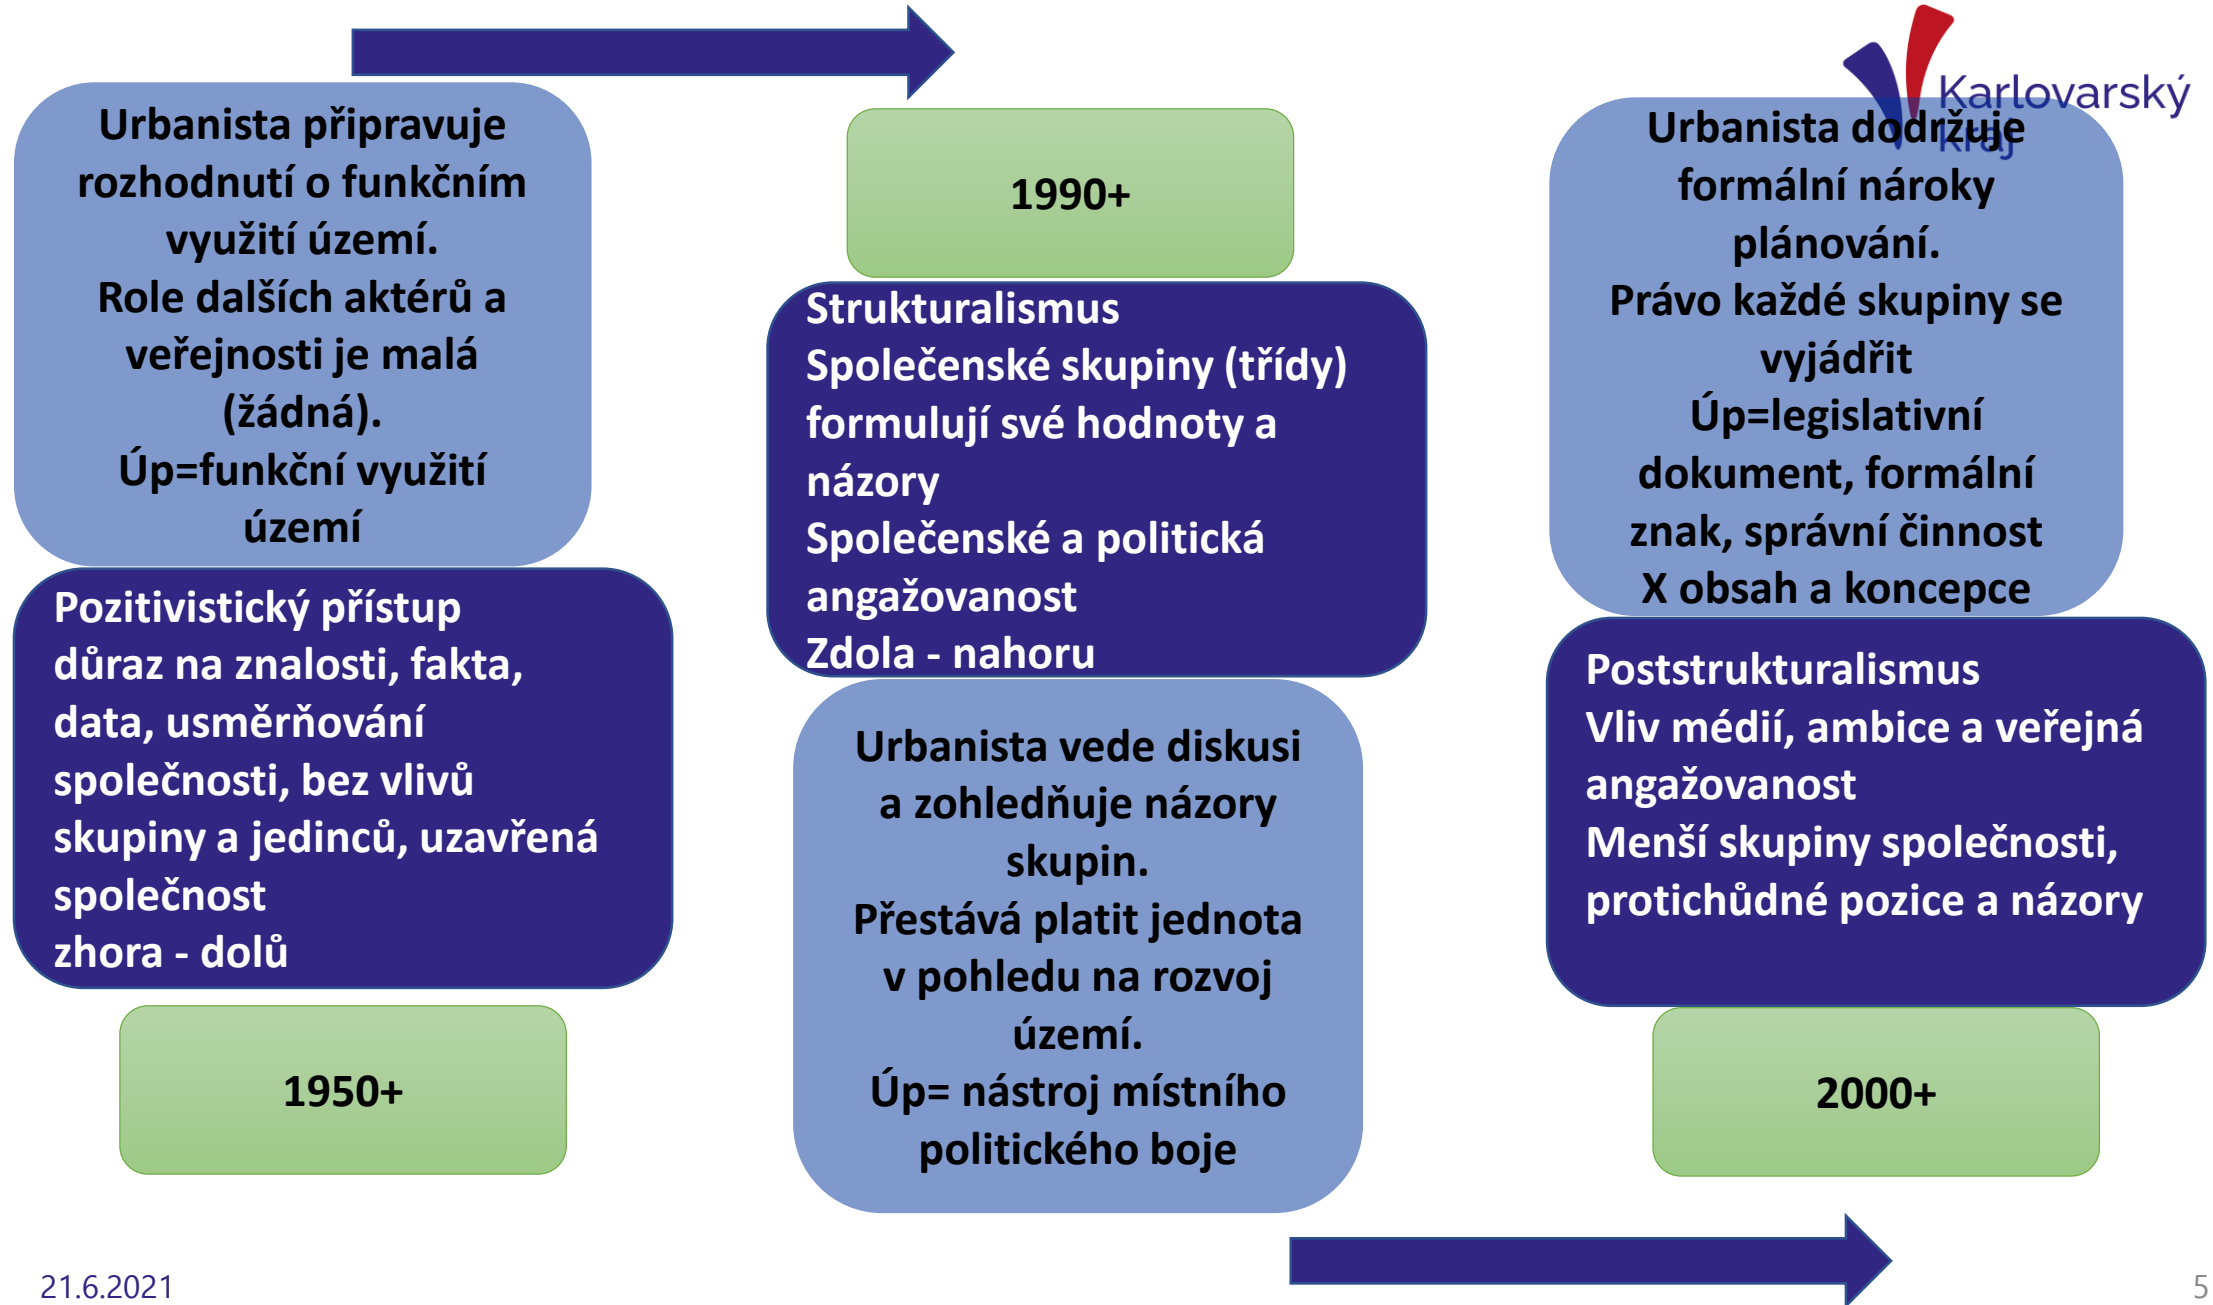 Urbanista připravuje
rozhodnutí o funkčním
využití území.
Role dalších aktérů a
veřejnosti je malá
(žádná).
Úp=funkční využití
území
Pozitivistický přístup
důraz na znalosti, fakta,
data, usměrňování
společnosti, bez vlivů
skupiny a jedinců, uzavřená
společnost
zhora - dolů
1950+
1990+
Strukturalismus
Společenské skupiny (třídy)
formulují své hodnoty a
názory
Společenské a politická
angažovanost
Zdola - nahoru
Urbanista vede diskusi
a zohledňuje názory
skupin.
Přestává platit jednota
v pohledu na rozvoj
území.
Úp= nástroj místního
politického boje
Karlovarský
kraj
Urbanista dodržuje
formální nároky
plánování.
Právo každé skupiny se
vyjádřit
Úp=legislativní
dokument, formální
znak, správní činnost
X obsah a koncepce
Poststrukturalismus
Vliv médií, ambice a veřejná
angažovanost
Menší skupiny společnosti,
protichůdné pozice a názory
2000+
21.6.2021
5